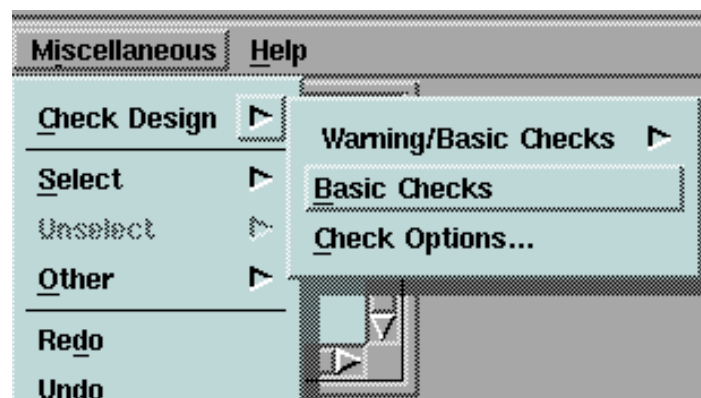 Miscellaneous Help
Check Design
Warning/Basic Checks
Select
Basic Checks
Unselect
Check Options...
Other
Redo
Undo